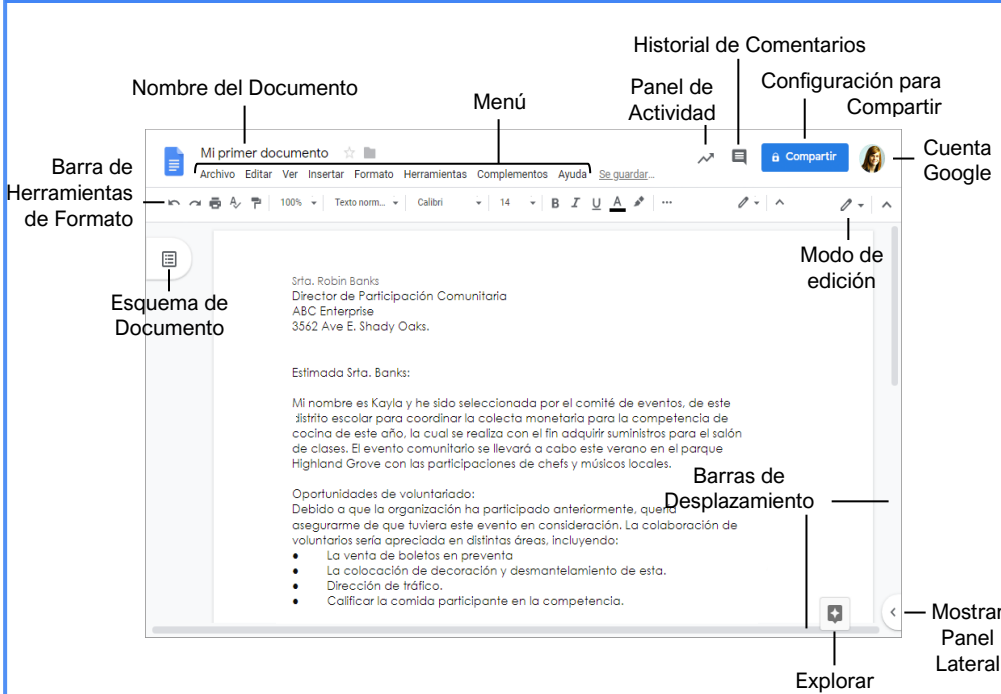 Historial de Comentarios
Nombre del Documento
Menú
Panel de
Actividad
Configuración para
Compartir
Mi primer documento
Archivo Editar Ver Insertar Formato Herramientas Complementos Ayuda Se guardar...
Compartir
Cuenta
Google
Barra de
Herramientas
de Formato
100% Texto norm... Calibri 14 B I U A
Modo de
edición
Esquema de
Documento
Srta. Robin Banks
Director de Participación Comunitaria
ABC Enterprise
3562 Ave E. Shady Oaks.
Estimada Srta. Banks:
Mi nombre es Kayla y he sido seleccionada por el comité de eventos, de este
distrito escolar para coordinar la colecta monetaria para la competencia de
cocina de este año, la cual se realiza con el fin adquirir suministros para el salón
de clases. El evento comunitario se llevará a cabo este verano en el parque
Highland Grove con las participaciones de chefs y músicos locales.
Barras de
Desplazamiento
Oportunidades de voluntariado:
Debido a que la organización ha participado anteriormente, quería
asegurarme de que tuviera este evento en consideración. La colaboración de
voluntarios sería apreciada en distintas áreas, incluyendo:
● La venta de boletos en preventa
● La colocación de decoración y desmantelamiento de esta.
● Dirección de tráfico.
● Calificar la comida participante en la competencia.
Mostrar
Panel
Lateral
Explorar